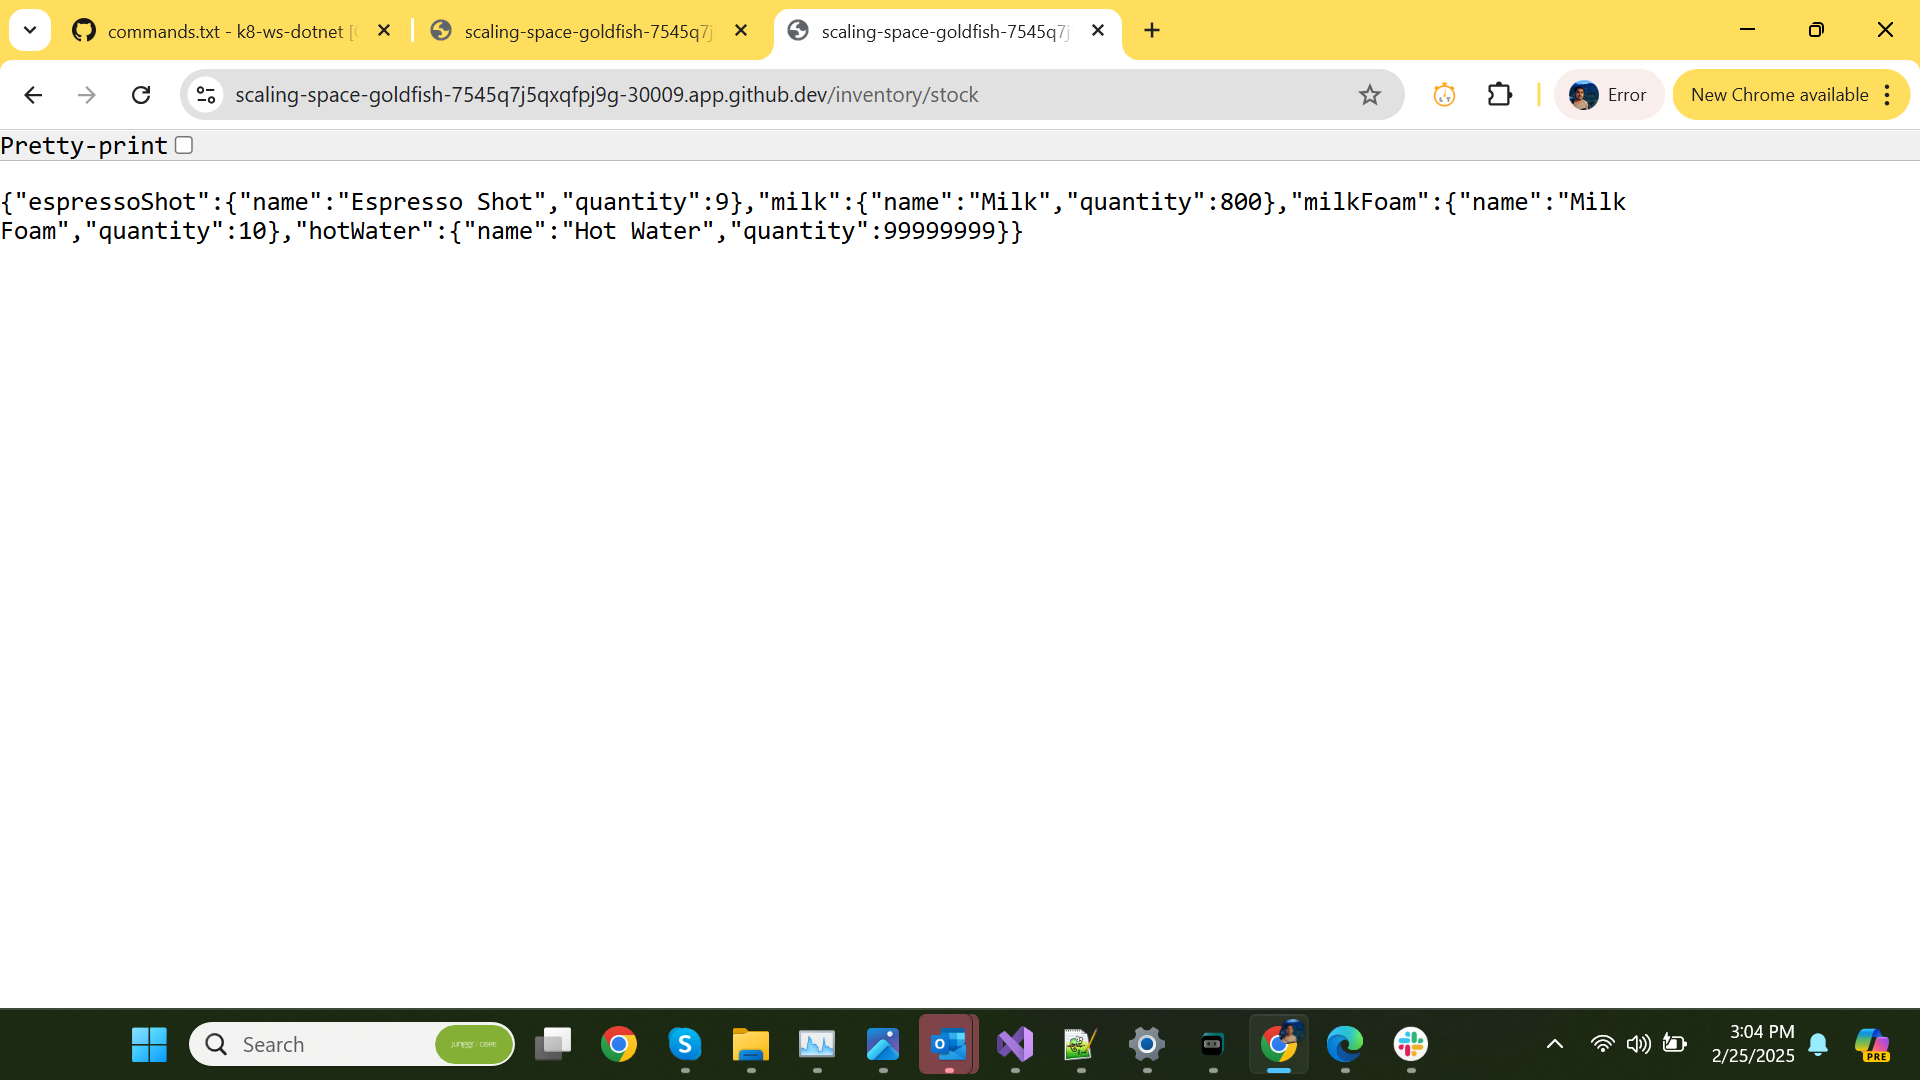 commands.txt - k8-ws-dotnet [
scaling-space-goldfish-7545q7j
scaling-space-goldfish-7545q7j
scaling-space-goldfish-7545q7j5qxqfpj9g-30009.app.github.dev/inventory/stock
Error
New Chrome available
Pretty-print
{"espressoShot":{"name":"Espresso Shot","quantity":9},"milk":{"name":"Milk","quantity":800},"milkFoam":{"name":"Milk
Foam","quantity":10},"hotWater":{"name":"Hot Water","quantity":99999999}}
Search
3:04 PM
2/25/2025
PRE